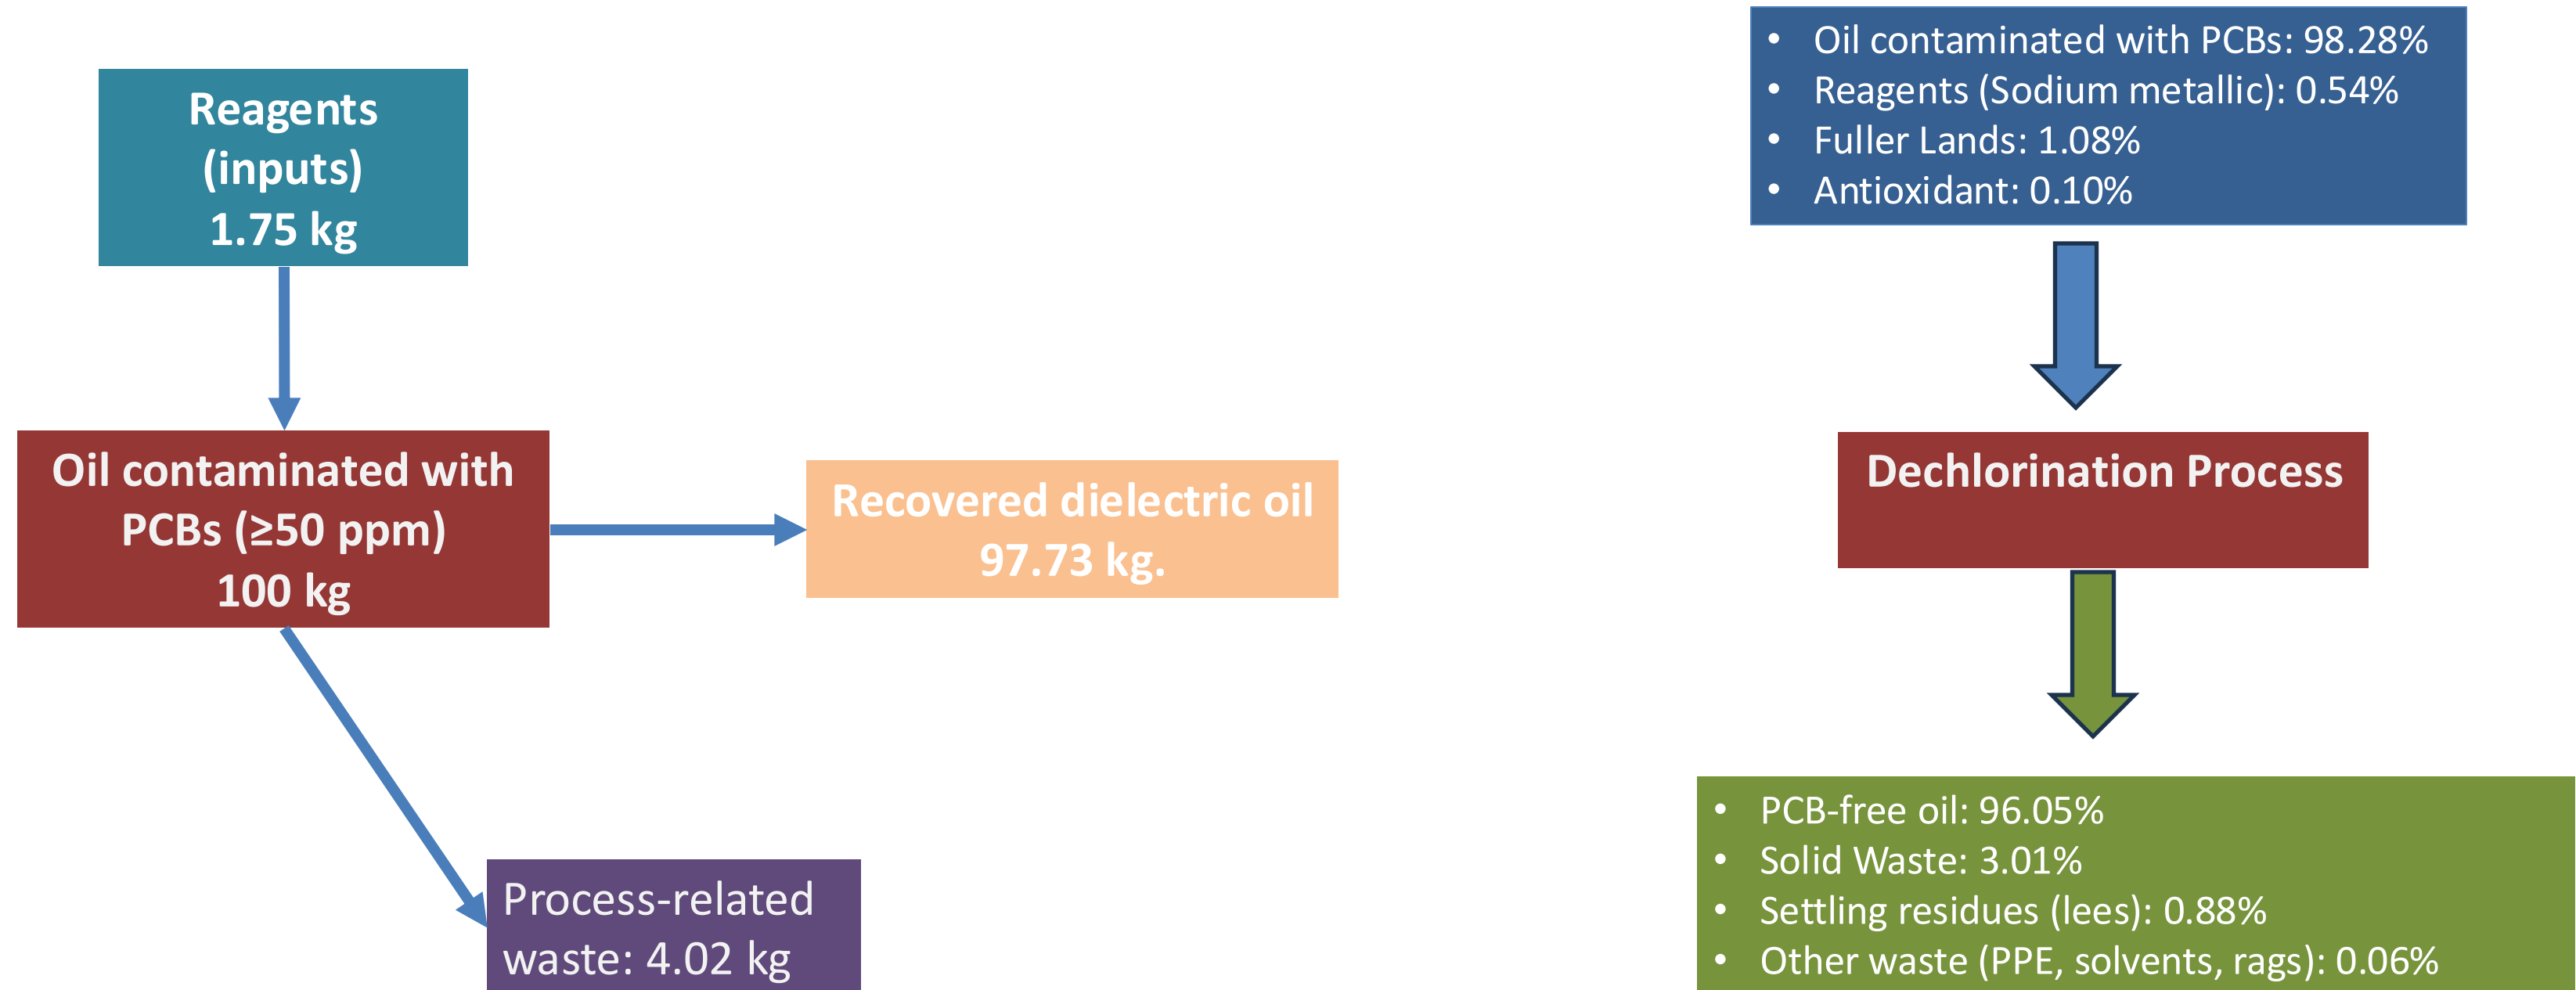 Reagents
(inputs)
1.75 kg
Oil contaminated with
PCBs (≥50 ppm)
100 kg
Recovered dielectric oil
97.73 kg.
Process-related
waste: 4.02 kg
• Oil contaminated with PCBs: 98.28%
• Reagents (Sodium metallic): 0.54%
• Fuller Lands: 1.08%
• Antioxidant: 0.10%
Dechlorination Process
• PCB-free oil: 96.05%
• Solid Waste: 3.01%
• Settling residues (lees): 0.88%
• Other waste (PPE, solvents, rags): 0.06%